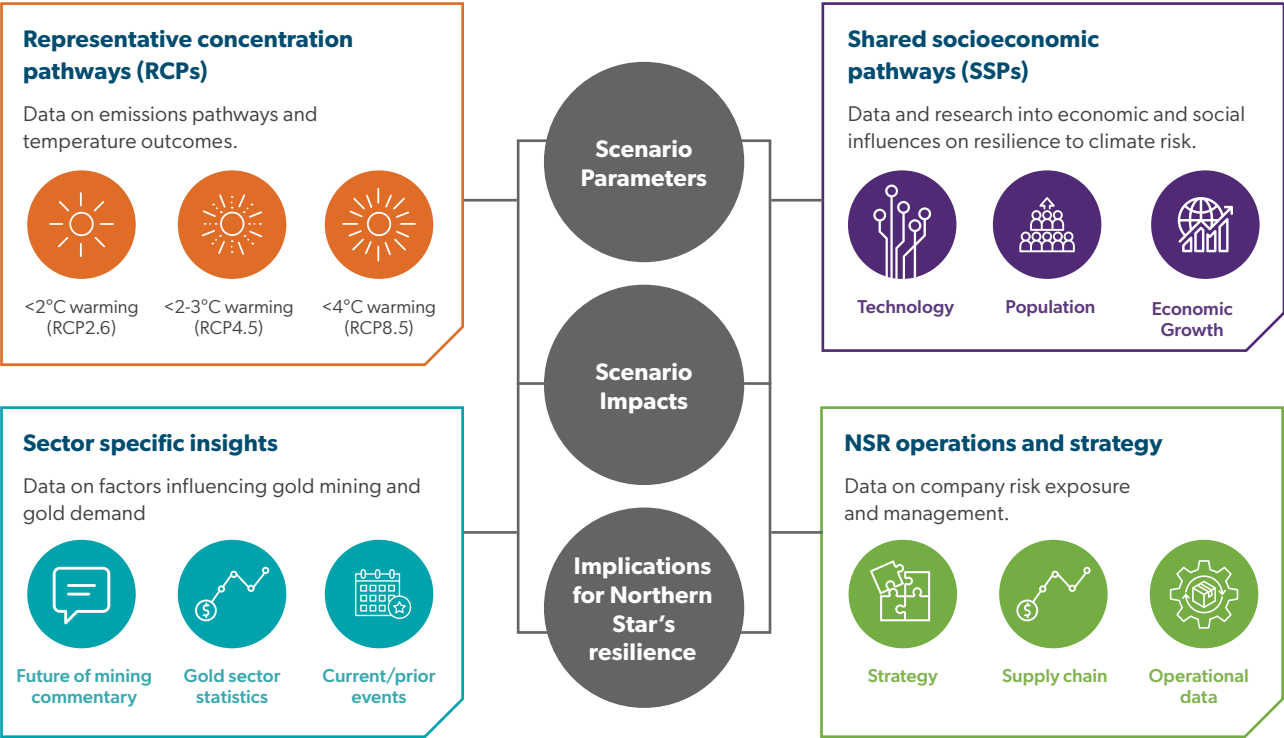 Representative concentration
pathways (RCPs)
Data on emissions pathways and
temperature outcomes.
<2°C warming
(RCP2.6)
<2-3°C warming
(RCP4.5)
<4°C warming
(RCP8.5)
Scenario
Parameters
Shared socioeconomic
pathways (SSPs)
Data and research into economic and social
influences on resilience to climate risk.
Technology
Population
Economic
Growth
Scenario
Impacts
Sector specific insights
Data on factors influencing gold mining and
gold demand
$
Future of mining
commentary
Gold sector
statistics
Current/prior
events
Implications
for Northern
Star’s
resilience
NSR operations and strategy
Data on company risk exposure
and management.
$
Strategy
Supply chain
Operational
data